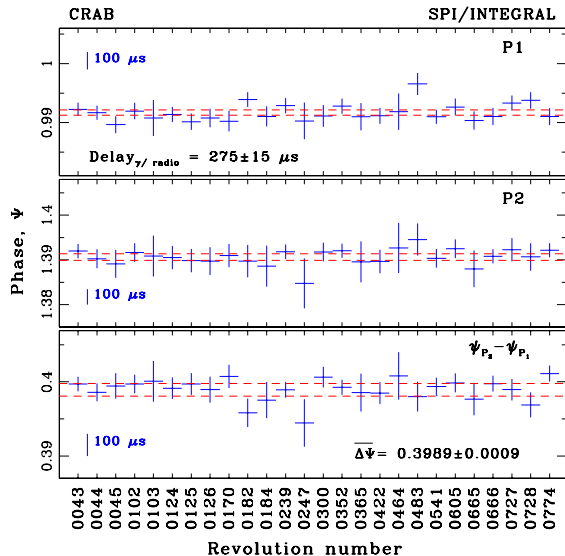 CRAB SPI/INTEGRAL
P1
100 μs
1
0.99
Delayγ/ radio = 275±15 μs
P2
1.4
1.39
1.38
100 μs
Phase, Ψ
ψP₂−ψP₁
0.4
0.39
100 μs
ΔΨ= 0.3989±0.0009
0043 0044 0045 0102 0103 0124 0125 0126 0170 0182 0184 0239 0247 0300 0352 0365 0422 0464 0483 0541 0605 0665 0666 0727 0728 0774
Revolution number